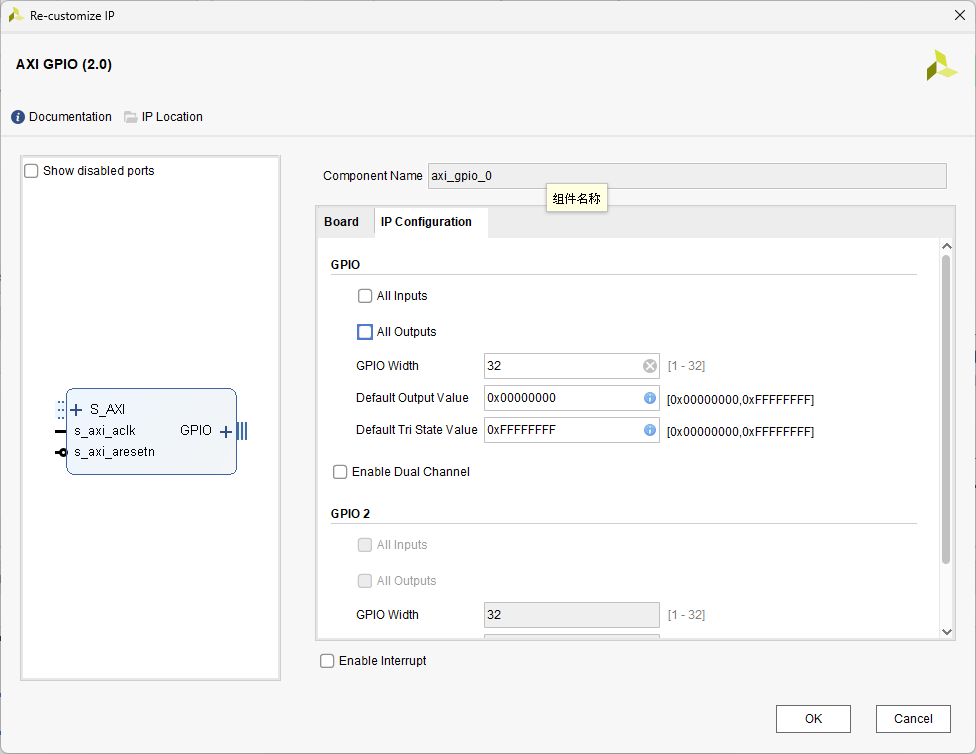 Re-customize IP
AXI GPIO (2.0)
Documentation IP Location
Show disabled ports
S_AXI
s_axi_aclk
s_axi_aresetn
GPIO
Component Name axi_gpio_0
组件名称
Board IP Configuration
GPIO
All Inputs
All Outputs
GPIO Width 32 [1 - 32]
Default Output Value 0x00000000 [0x00000000,0xFFFFFFFF]
Default Tri State Value 0xFFFFFFFF [0x00000000,0xFFFFFFFF]
Enable Dual Channel
GPIO 2
All Inputs
All Outputs
GPIO Width 32 [1 - 32]
Enable Interrupt
OK Cancel